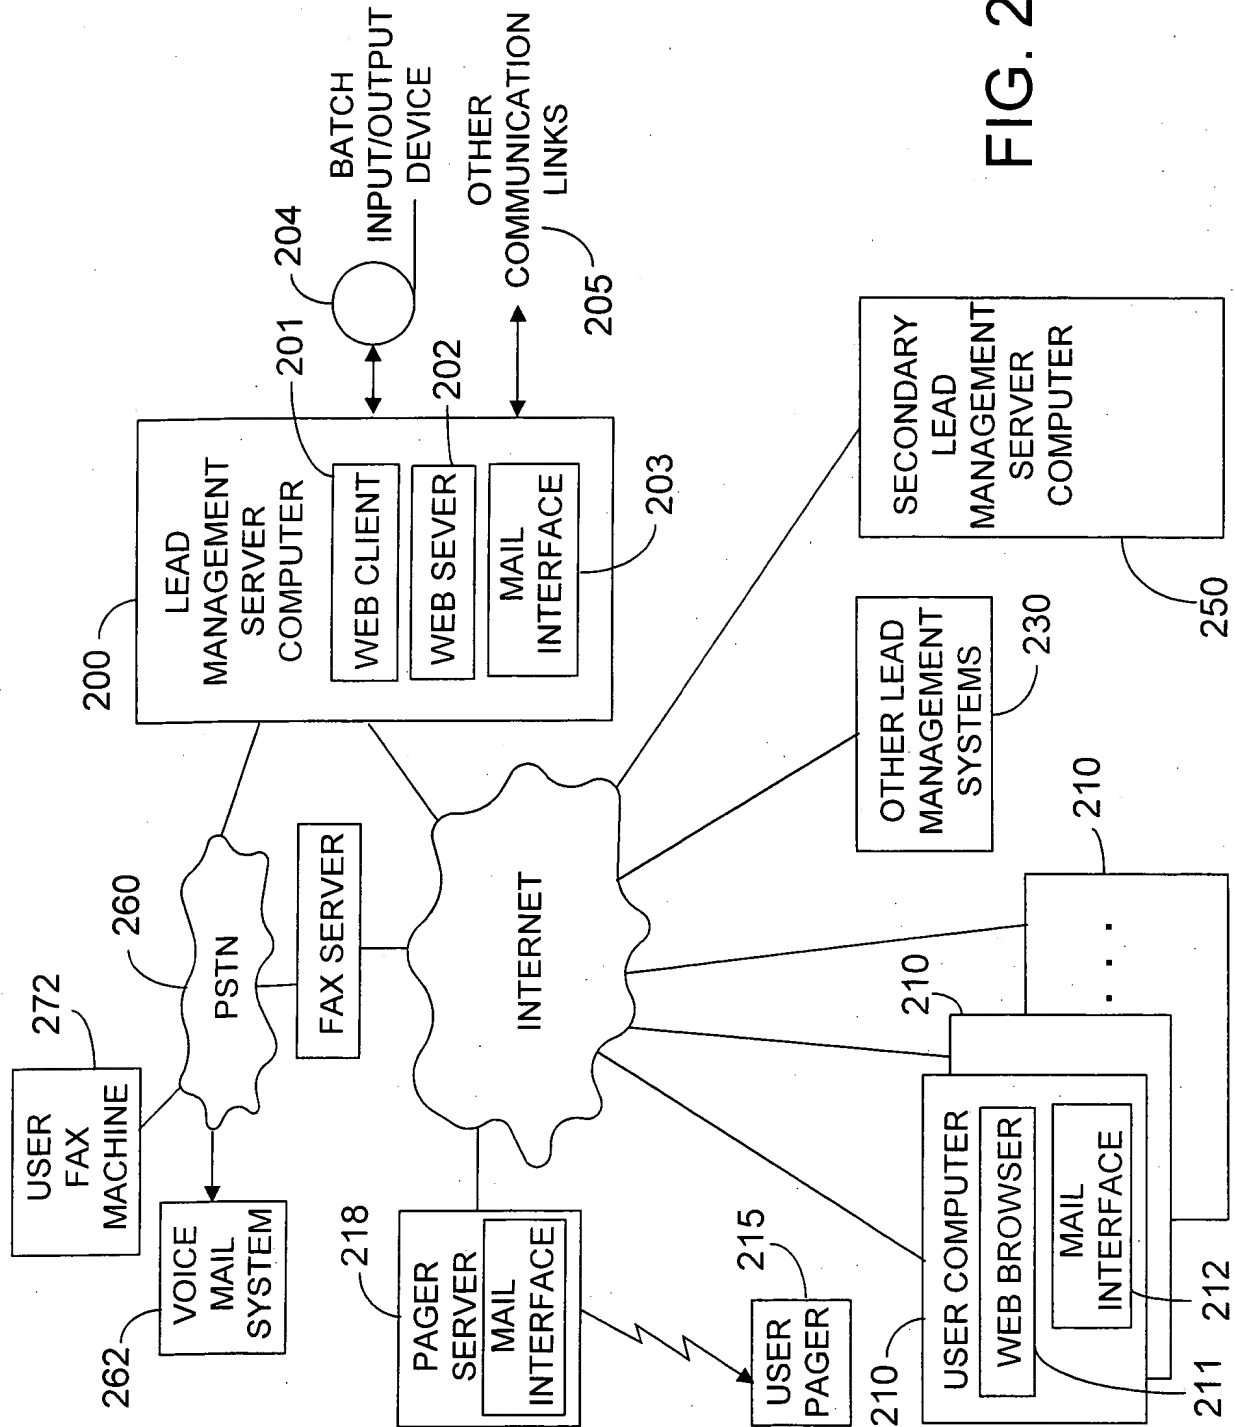 USER
FAX
MACHINE
272
VOICE
MAIL
SYSTEM
262
PSTN
260
FAX SERVER
LEAD
MANAGEMENT
SERVER
COMPUTER
200
WEB CLIENT
201
WEB SEVER
202
MAIL
INTERFACE
203
204
BATCH
INPUT/OUTPUT
DEVICE
OTHER
COMMUNICATION
LINKS
205
PAGER
SERVER
MAIL
INTERFACE
218
INTERNET
USER
PAGER
215
USER COMPUTER
WEB BROWSER
MAIL
INTERFACE
210
211
212
210
210
. . .
OTHER LEAD
MANAGEMENT
SYSTEMS
230
SECONDARY
LEAD
MANAGEMENT
SERVER
COMPUTER
250
FIG. 2